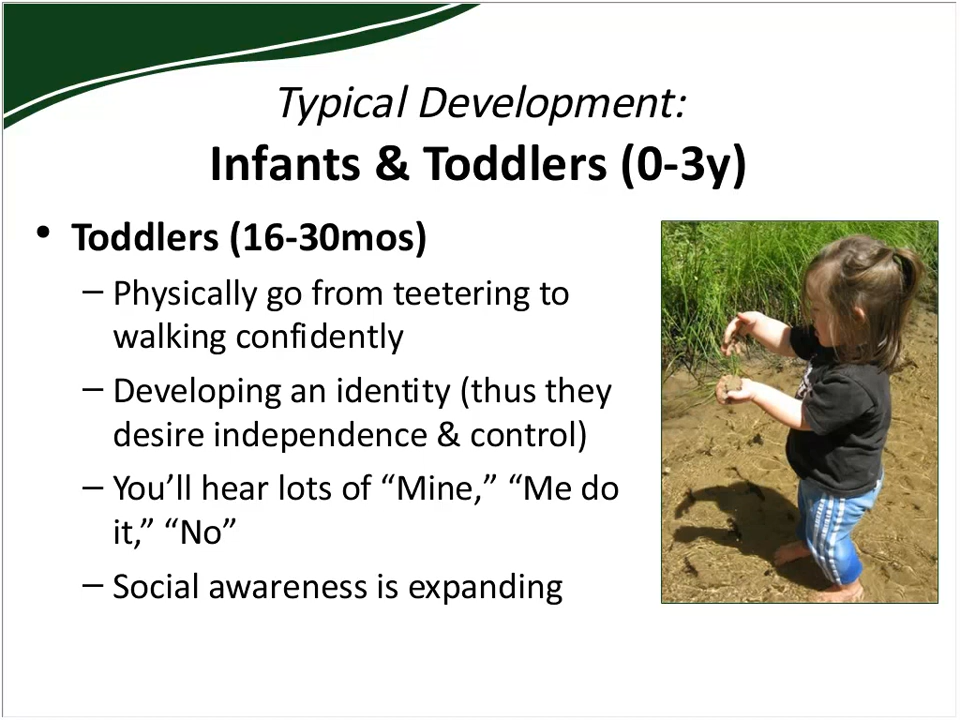 Typical Development:
Infants & Toddlers (0-3y)
• Toddlers (16-30mos)
– Physically go from teetering to
walking confidently
– Developing an identity (thus they
desire independence & control)
– You’ll hear lots of “Mine,” “Me do
it,” “No”
– Social awareness is expanding